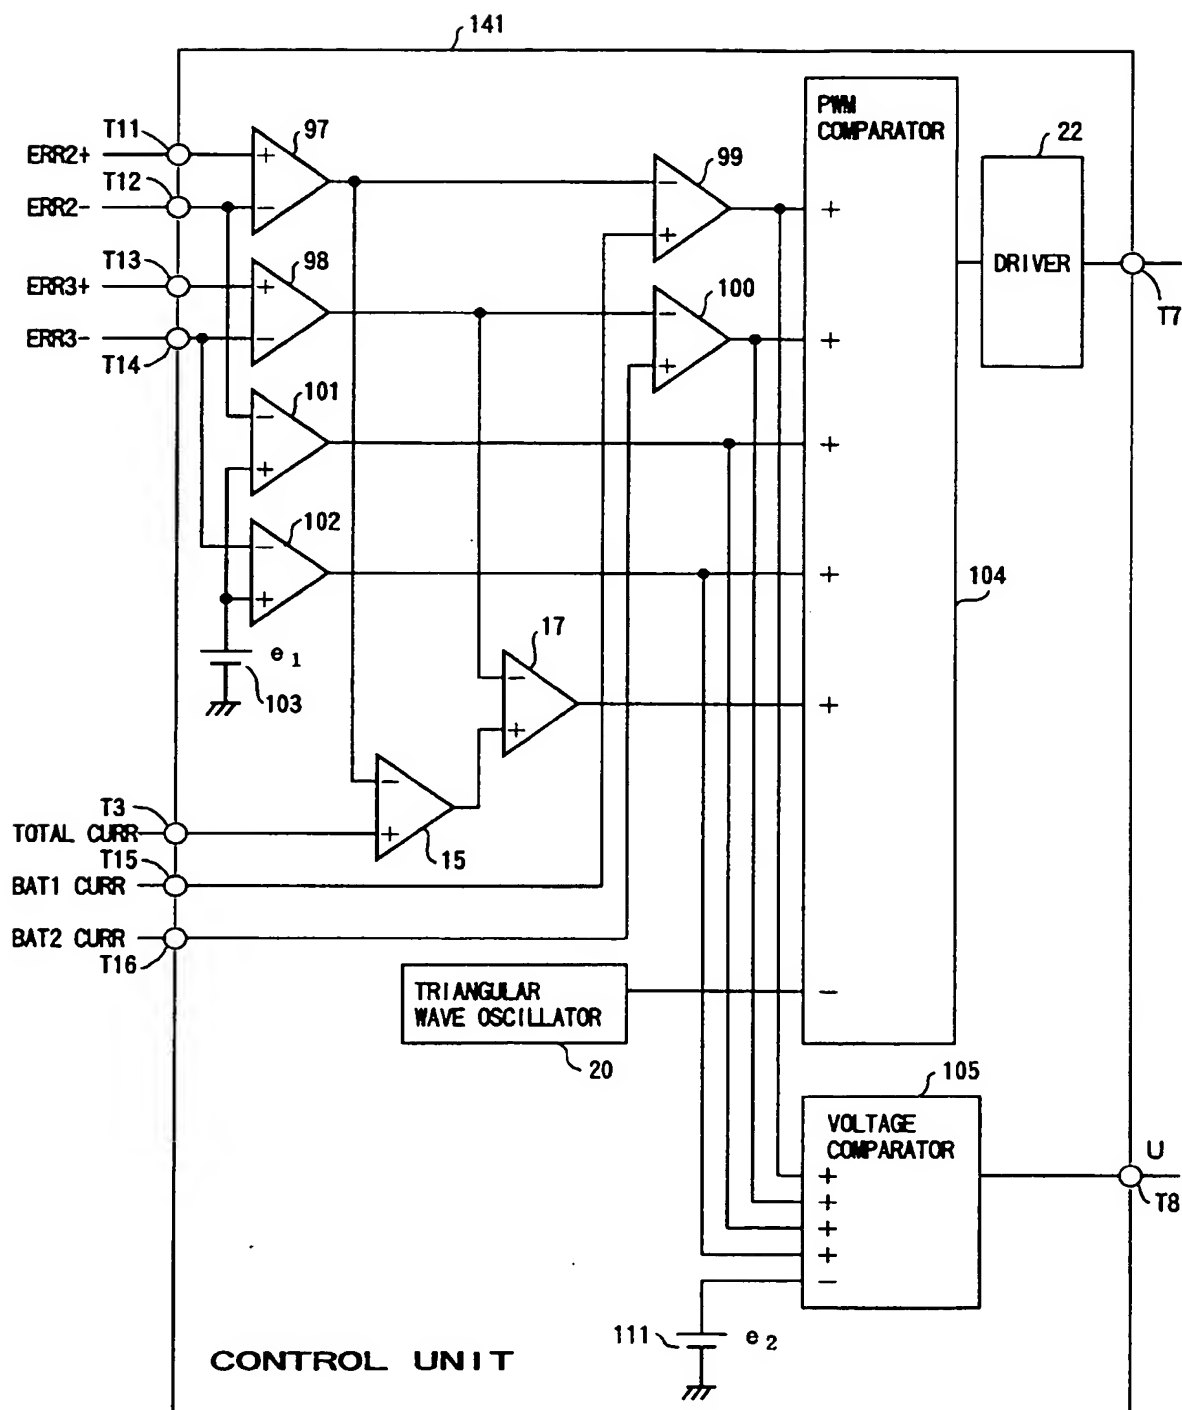 141
PWM
COMPARATOR
T11
97
ERR2+
+
99
22
T12
−
−
ERR2-
−
+
+
T13
98
DRIVER
ERR3+
+
100
−
T7
ERR3-
−
+
+
T14
101
−
+
+
102
−
+
+
104
17
e1
103
−
+
+
T3
−
TOTAL CURR
+
T15
15
BAT1 CURR
BAT2 CURR
T16
TRIANGULAR
WAVE OSCILLATOR
−
20
105
VOLTAGE
COMPARATOR
U
+
+
T8
+
+
−
111
e2
CONTROL UNIT